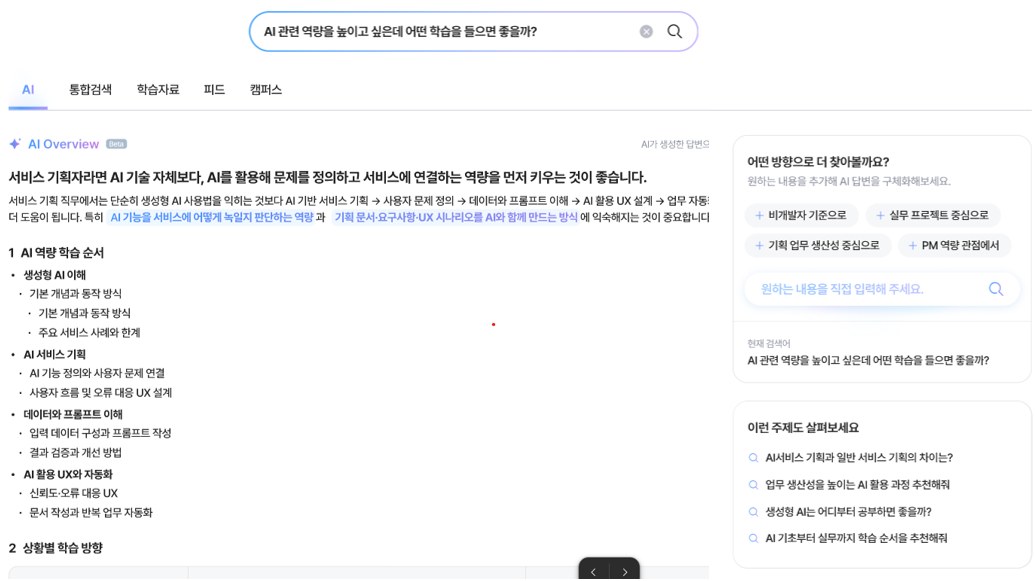 AI 관련 역량을 높이고 싶은데 어떤 학습을 들으면 좋을까?
AI 통합검색 학습자료 피드 캠퍼스
AI Overview Beta
AI가 생성한 답변으
서비스 기획자라면 AI 기술 자체보다, AI를 활용해 문제를 정의하고 서비스에 연결하는 역량을 먼저 키우는 것이 좋습니다.
서비스 기획 직무에서는 단순히 생성형 AI 사용법을 익히는 것보다 AI 기반 서비스 기획 → 사용자 문제 정의 → 데이터와 프롬프트 이해 → AI 활용 UX 설계 → 업무 자동
더 도움이 됩니다. 특히 AI 기능을 서비스에 어떻게 녹일지 판단하는 역량 과 기획 문서·요구사항·UX 시나리오를 AI와 함께 만드는 방식 에 익숙해지는 것이 중요합니다
1 AI 역량 학습 순서
• 생성형 AI 이해
· 기본 개념과 동작 방식
· 기본 개념과 동작 방식
· 주요 서비스 사례와 한계
• AI 서비스 기획
· AI 기능 정의와 사용자 문제 연결
· 사용자 흐름 및 오류 대응 UX 설계
• 데이터와 프롬프트 이해
· 입력 데이터 구성과 프롬프트 작성
· 결과 검증과 개선 방법
• AI 활용 UX와 자동화
· 신뢰도·오류 대응 UX
· 문서 작성과 반복 업무 자동화
2 상황별 학습 방향
어떤 방향으로 더 찾아볼까요?
원하는 내용을 추가해 AI 답변을 구체화해보세요.
+ 비개발자 기준으로
+ 실무 프로젝트 중심으로
+ 기획 업무 생산성 중심으로
+ PM 역량 관점에서
원하는 내용을 직접 입력해 주세요.
현재 검색어
AI 관련 역량을 높이고 싶은데 어떤 학습을 들으면 좋을까?
이런 주제도 살펴보세요
AI서비스 기획과 일반 서비스 기획의 차이는?
업무 생산성을 높이는 AI 활용 과정 추천해줘
생성형 AI는 어디부터 공부하면 좋을까?
AI 기초부터 실무까지 학습 순서을 추천해줘